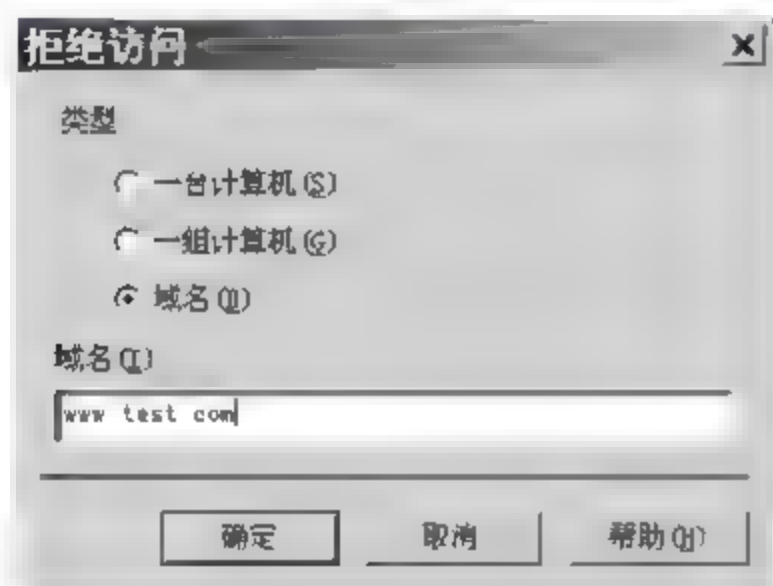 拒绝访问
类型
一台计算机(S)
一组计算机(G)
域名(D)
域名(T)
www test com
确定 取消 帮助(H)